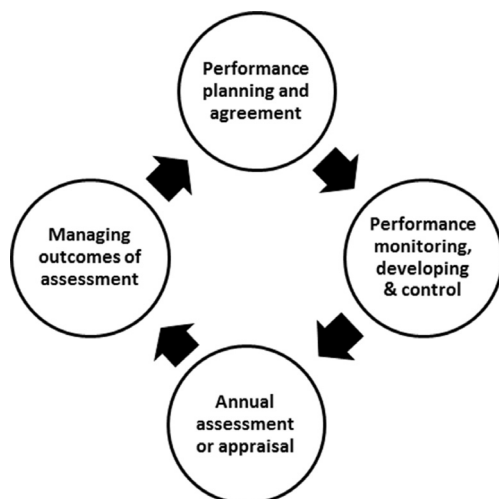 Performance
planning and
agreement
Performance
monitoring,
developing
& control
Annual
assessment
or appraisal
Managing
outcomes of
assessment